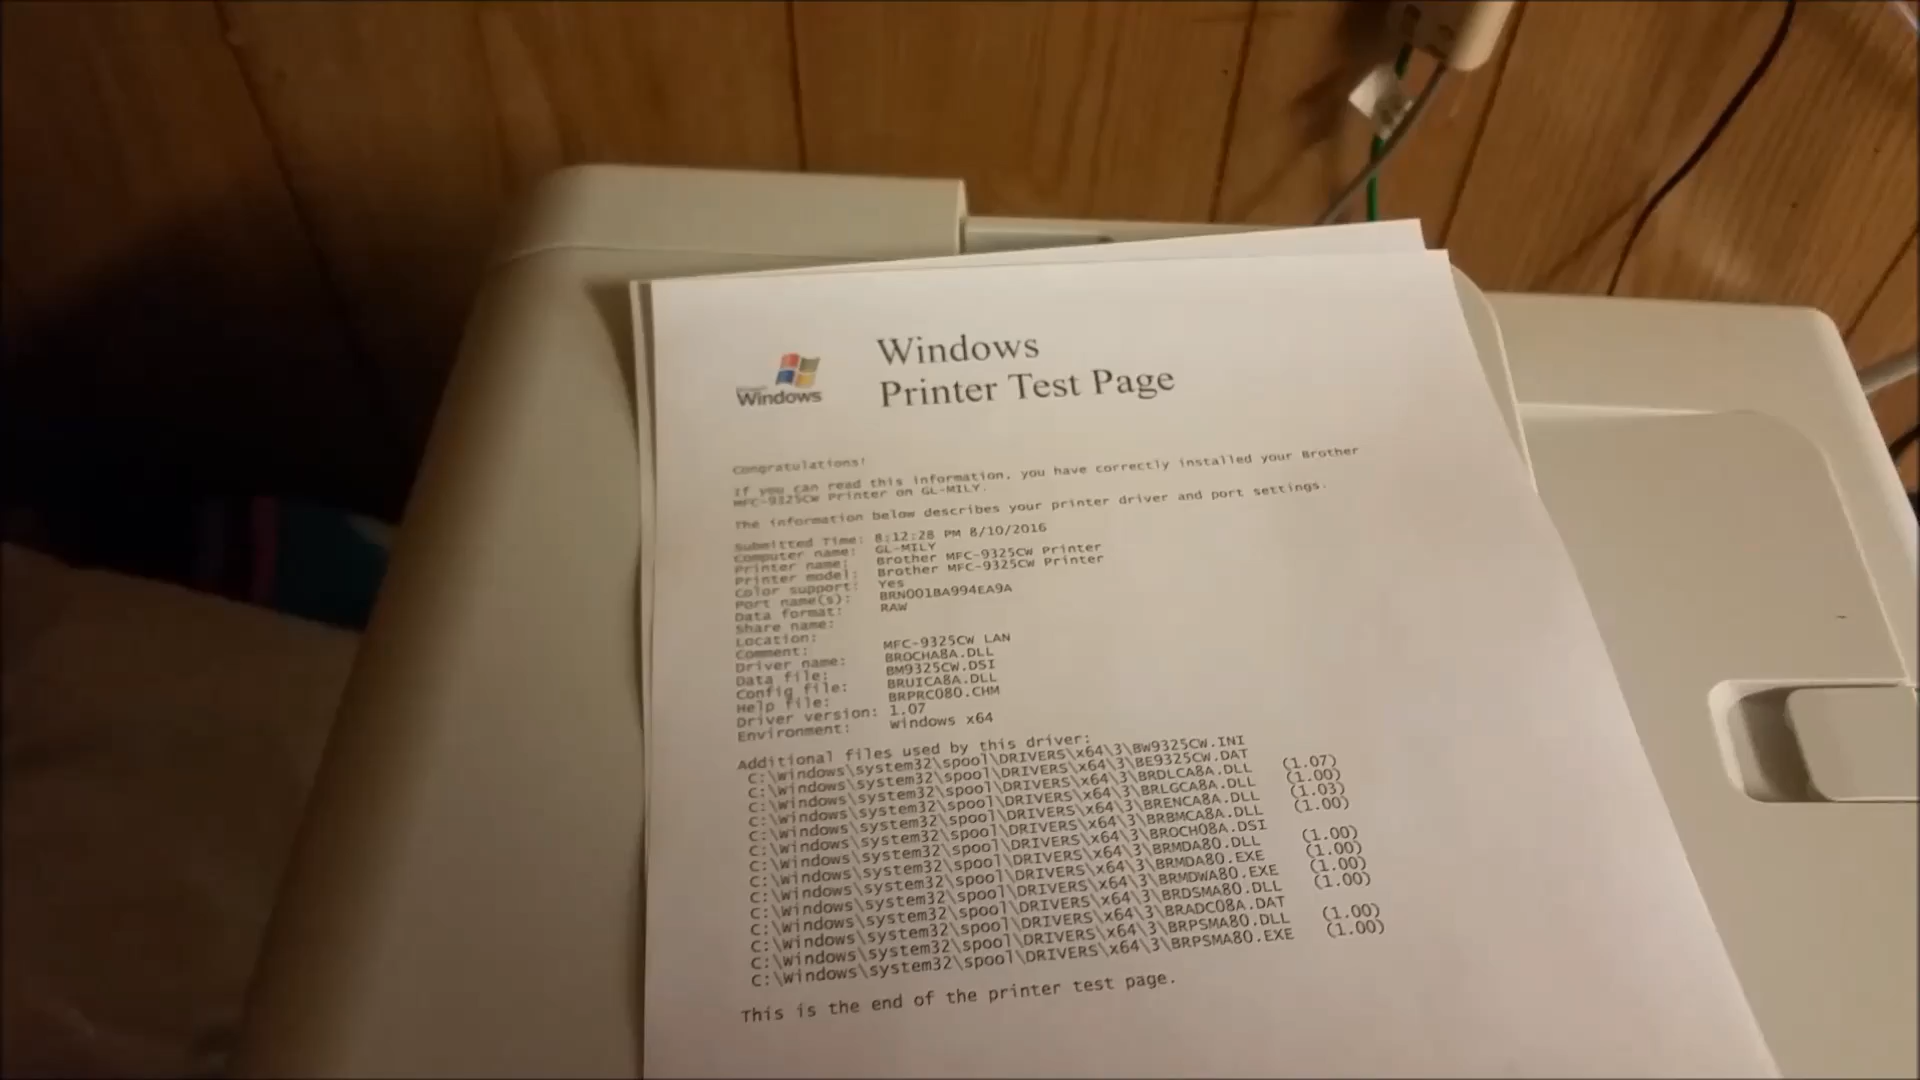 Microsoft
Windows
Windows
Printer Test Page
Congratulations!
If you can read this information, you have correctly installed your Brother
MFC-9325CW Printer on GL-MILY.
The information below describes your printer driver and port settings.
Submitted Time: 8:12:28 PM 8/10/2016
Computer name: GL-MILY
Printer name: Brother MFC-9325CW Printer
Printer model: Brother MFC-9325CW Printer
Color support: Yes
Port name(s): BRN001BA994EA9A
Data format: RAW
Share name:
Location:
Comment: MFC-9325CW LAN
Driver name: BROCHA8A.DLL
Data file: BM9325CW.DSI
Config file: BRUICA8A.DLL
Help file: BRPRC080.CHM
Driver version: 1.07
Environment: Windows x64
Additional files used by this driver:
C:\Windows\system32\spool\DRIVERS\x64\3\BW9325CW.INI
C:\Windows\system32\spool\DRIVERS\x64\3\BE9325CW.DAT
C:\Windows\system32\spool\DRIVERS\x64\3\BRDLCA8A.DLL (1.07)
C:\Windows\system32\spool\DRIVERS\x64\3\BRLGCA8A.DLL (1.00)
C:\Windows\system32\spool\DRIVERS\x64\3\BRENCA8A.DLL (1.03)
C:\Windows\system32\spool\DRIVERS\x64\3\BRBMCA8A.DLL (1.00)
C:\Windows\system32\spool\DRIVERS\x64\3\BROCH08A.DSI
C:\Windows\system32\spool\DRIVERS\x64\3\BRMDA80.DLL (1.00)
C:\Windows\system32\spool\DRIVERS\x64\3\BRMDA80.EXE (1.00)
C:\Windows\system32\spool\DRIVERS\x64\3\BRMDWA80.EXE (1.00)
C:\Windows\system32\spool\DRIVERS\x64\3\BRDSMA80.DLL (1.00)
C:\Windows\system32\spool\DRIVERS\x64\3\BRADC08A.DAT
C:\Windows\system32\spool\DRIVERS\x64\3\BRPSMA80.DLL (1.00)
C:\Windows\system32\spool\DRIVERS\x64\3\BRPSMA80.EXE (1.00)
This is the end of the printer test page.